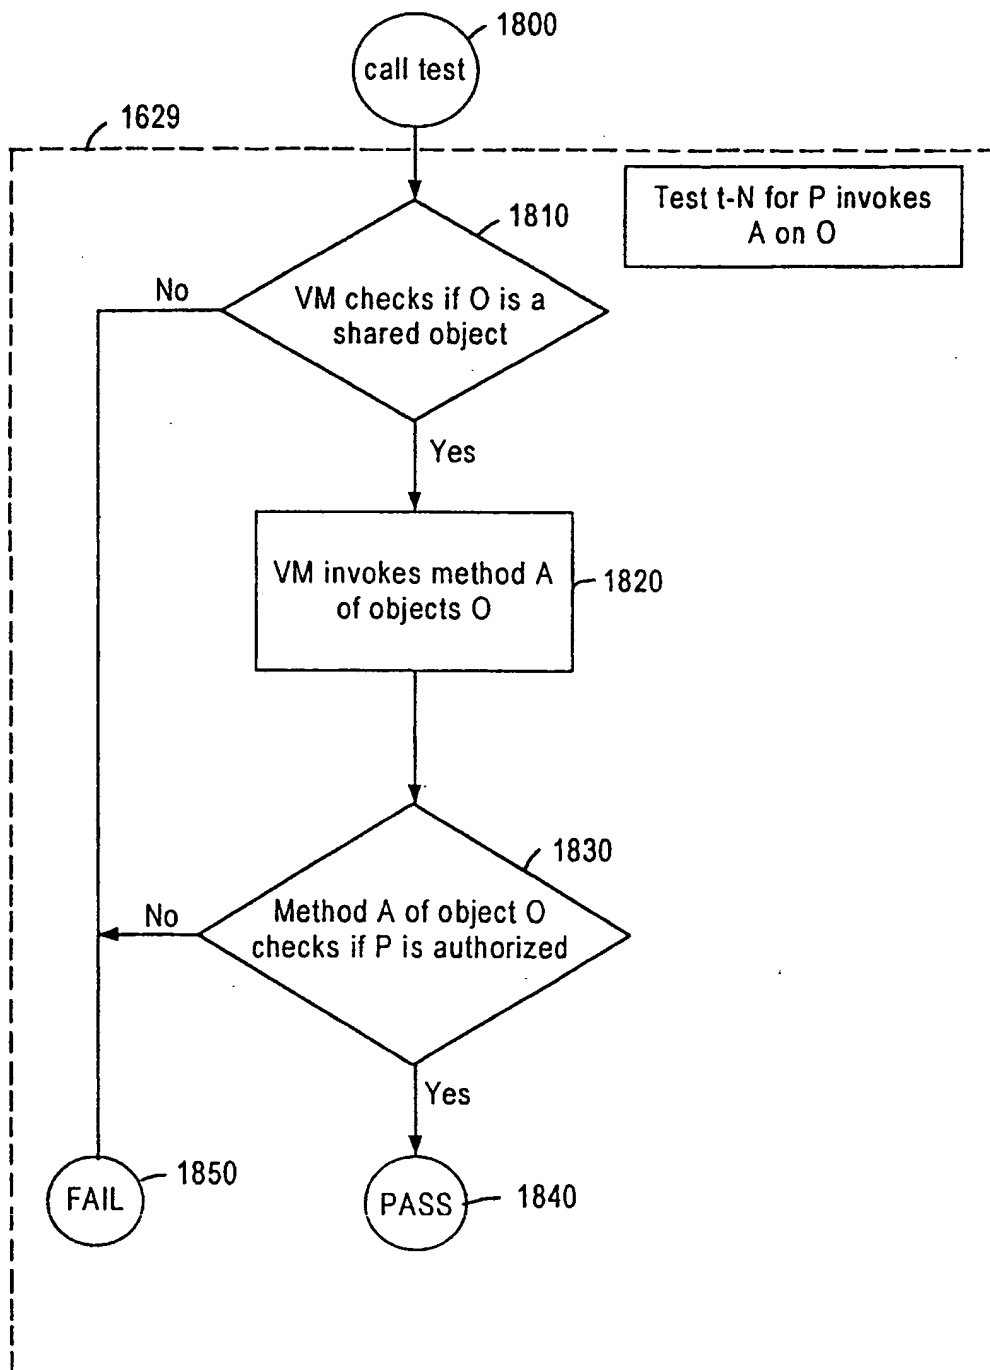 1800
call test
1629
Test t-N for P invokes
A on O
1810
No
VM checks if O is a
shared object
Yes
VM invokes method A
of objects O
1820
1830
No
Method A of object O
checks if P is authorized
Yes
1850
FAIL
PASS
1840